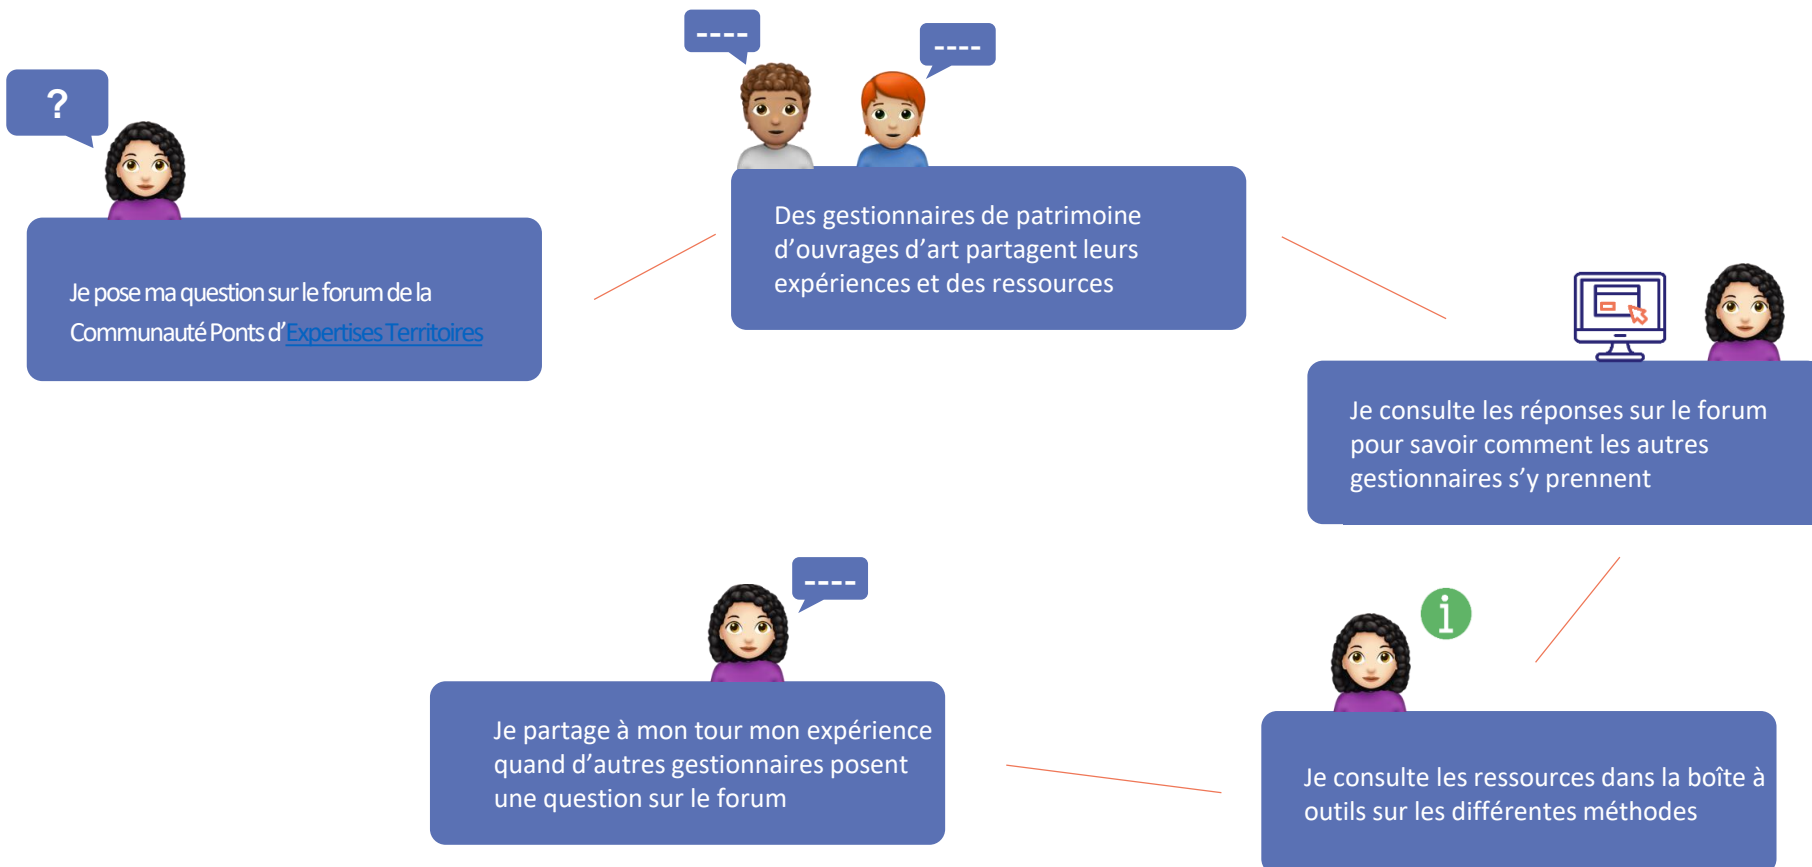 ?
Je pose ma question sur le forum de la
Communauté Ponts d’Expertises Territoires
----
----
Des gestionnaires de patrimoine
d’ouvrages d’art partagent leurs
expériences et des ressources
Je consulte les réponses sur le forum
pour savoir comment les autres
gestionnaires s’y prennent
i
Je consulte les ressources dans la boîte à
outils sur les différentes méthodes
----
Je partage à mon tour mon expérience
quand d’autres gestionnaires posent
une question sur le forum